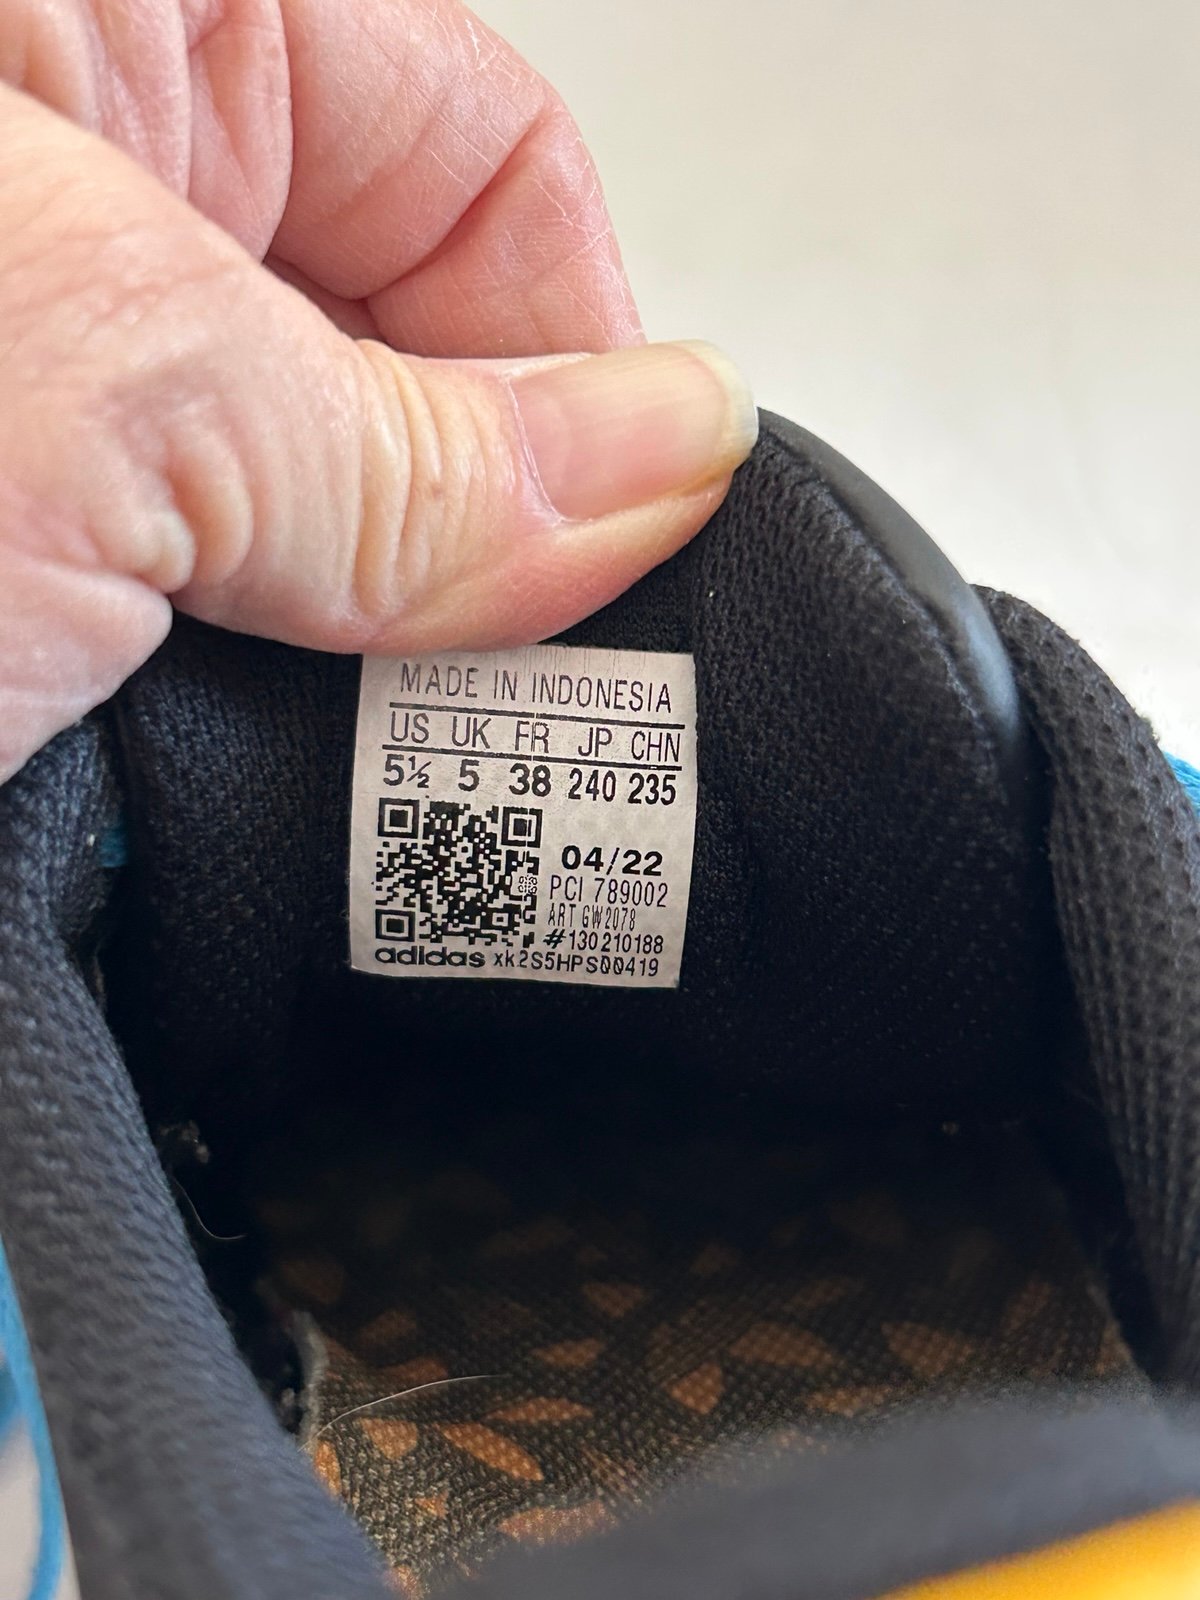 MADE IN INDONESIA
US UK FR JP CHN
5½ 5 38 240 235
04/22
PCI 789002
ART GW2078
#130210188
adidas xk2S5HPS00419